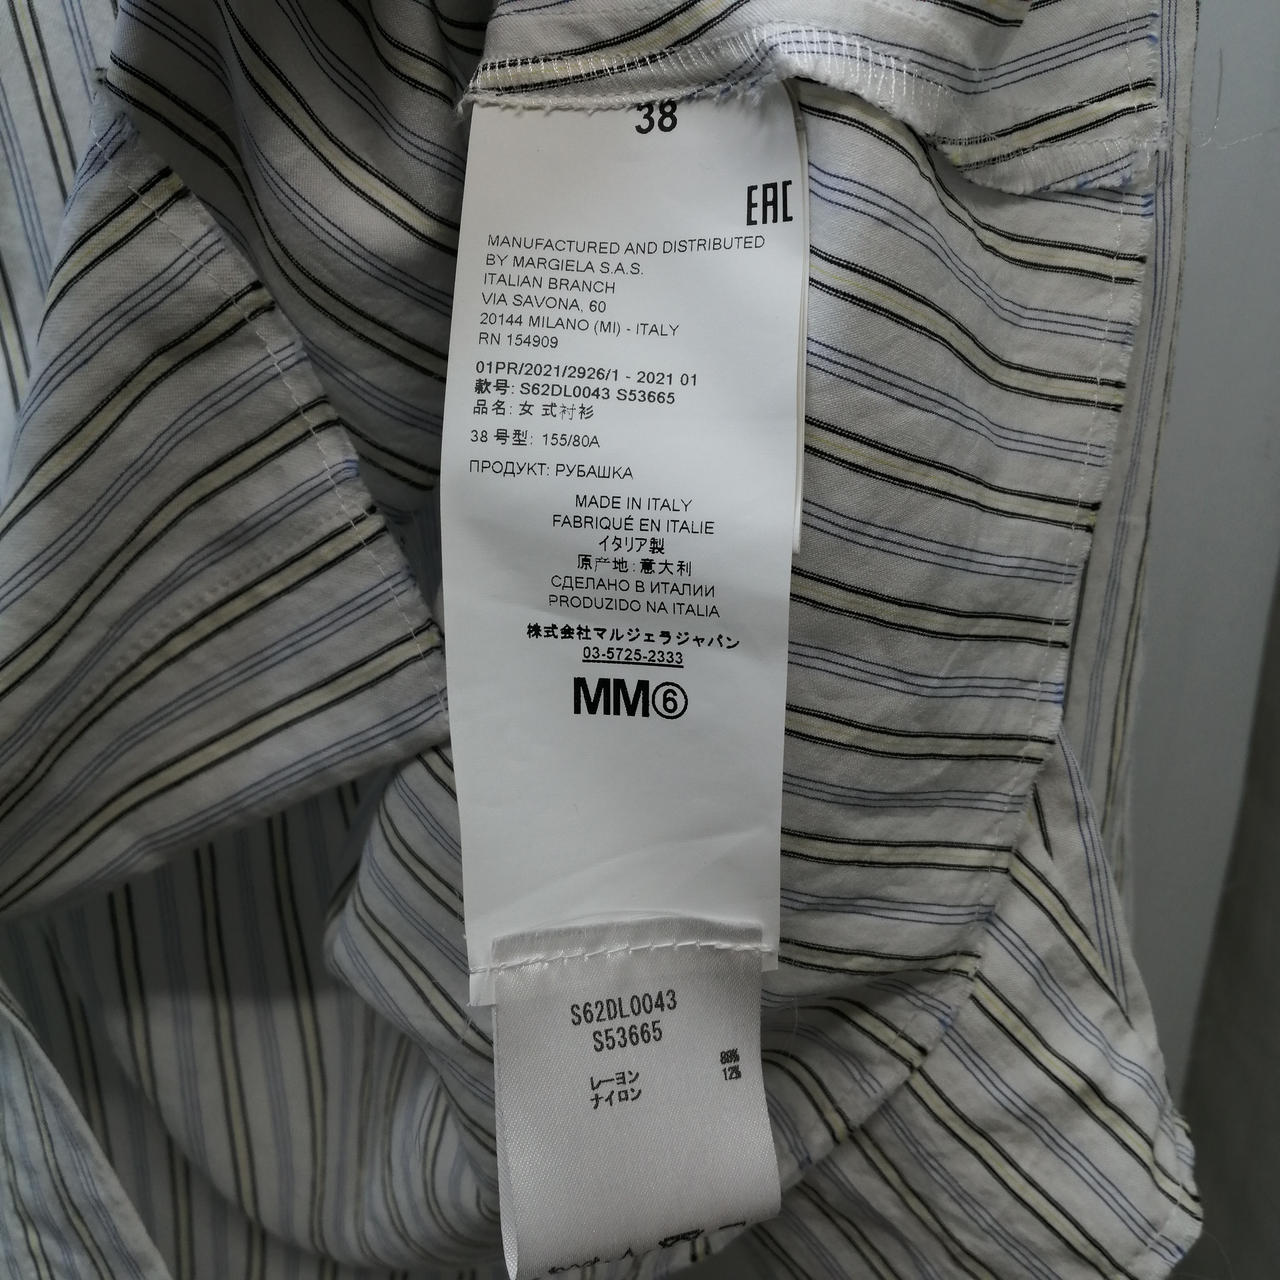 38
EAC
MANUFACTURED AND DISTRIBUTED
BY MARGIELA S.A.S.
ITALIAN BRANCH
VIA SAVONA, 60
20144 MILANO (MI) - ITALY
RN 154909
01PR/2021/2926/1 - 2021 01
款号: S62DL0043 S53665
品名: 女 式衬衫
38 号型: 155/80A
ПРОДУКТ: РУБАШКА
MADE IN ITALY
FABRIQUÉ EN ITALIE
イタリア製
原产地: 意大利
СДЕЛАНО В ИТАЛИИ
PRODUZIDO NA ITALIA
株式会社マルジェラジャパン
03-5725-2333
MM⑥
S62DL0043
S53665
レーヨン 88%
ナイロン 12%